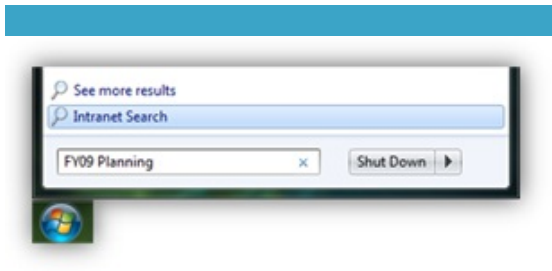 See more results
Intranet Search
FY09 Planning x Shut Down